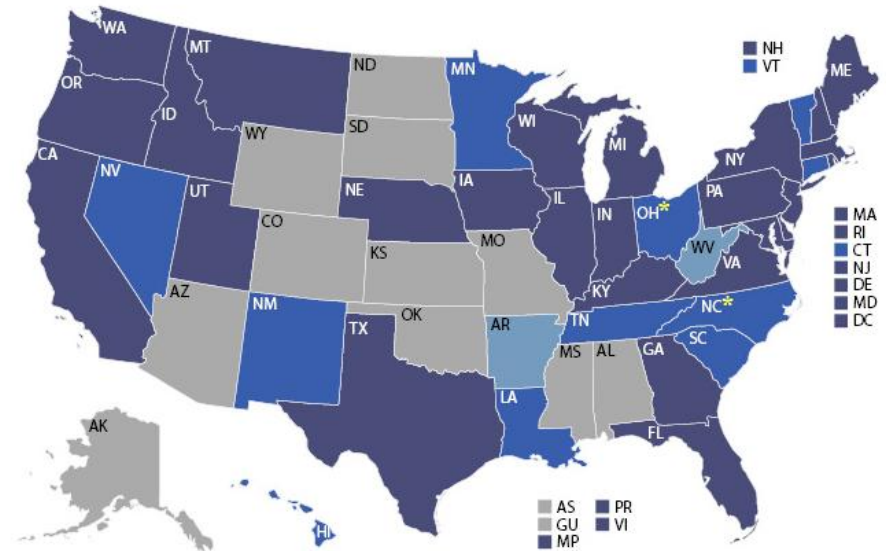 WA
MT
ND
MN
NH
VT
ME
OR
ID
SD
WI
MI
WY
NY
CA
NV
UT
NE
IA
IL
IN
OH*
PA
CO
MO
WV
VA
MA
RI
CT
NJ
DE
MD
DC
KS
KY
AZ
NM
OK
AR
TN
NC*
TX
MS
AL
GA
SC
LA
AK
FL
HI
AS
PR
GU
VI
MP